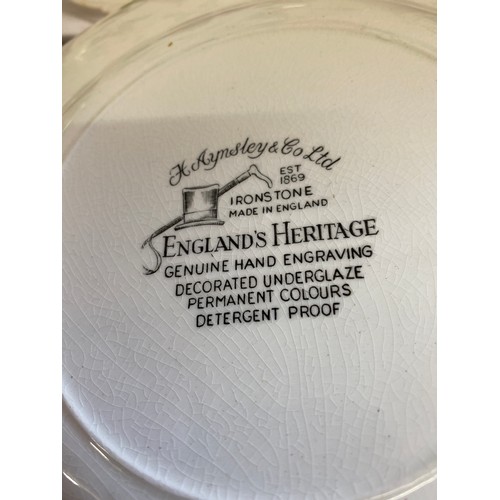 H. Aynsley & Co Ltd
EST
1869
IRONSTONE
MADE IN ENGLAND
ENGLAND'S HERITAGE
GENUINE HAND ENGRAVING
DECORATED UNDERGLAZE
PERMANENT COLOURS
DETERGENT PROOF